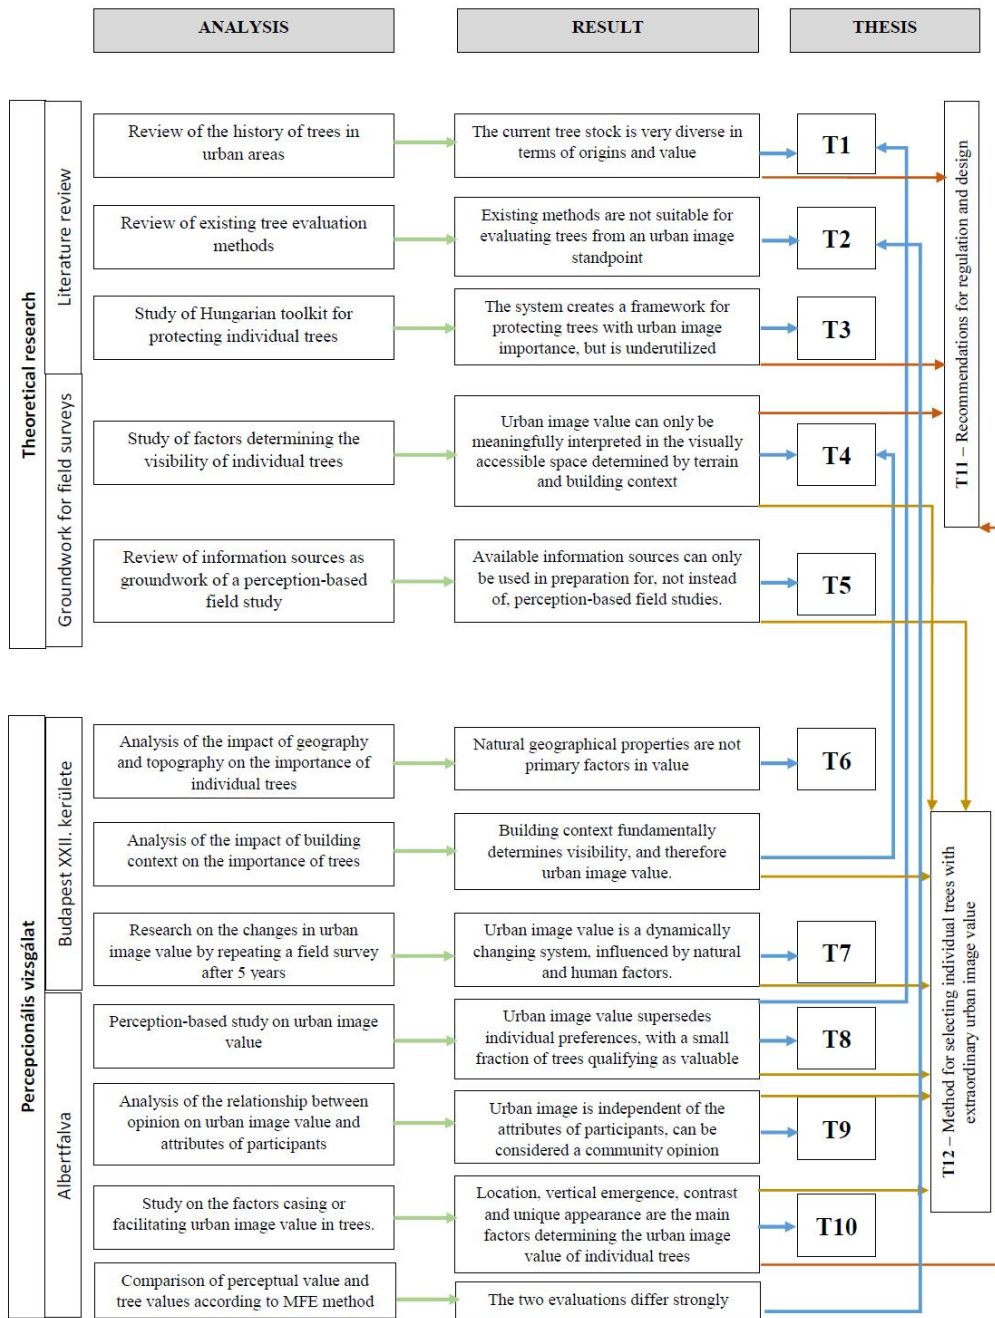 ANALYSIS
RESULT
THESIS
Theoretical research
Literature review
Review of the history of trees in
urban areas
The current tree stock is very diverse in
terms of origins and value
T1
Review of existing tree evaluation
methods
Existing methods are not suitable for
evaluating trees from an urban image
standpoint
T2
Study of Hungarian toolkit for
protecting individual trees
The system creates a framework for
protecting trees with urban image
importance, but is underutilized
T3
T11 – Recommendations for regulation and design
Groundwork for field surveys
Study of factors determining the
visibility of individual trees
Urban image value can only be
meaningfully interpreted in the visually
accessible space determined by terrain
and building context
T4
Review of information sources as
groundwork of a perception-based
field study
Available information sources can only
be used in preparation for, not instead
of, perception-based field studies.
T5
Percepcionális vizsgálat
Budapest XXII. kerülete
Analysis of the impact of geography
and topography on the importance of
individual trees
Natural geographical properties are not
primary factors in value
T6
Analysis of the impact of building
context on the importance of trees
Building context fundamentally
determines visibility, and therefore
urban image value.
Research on the changes in urban
image value by repeating a field survey
after 5 years
Urban image value is a dynamically
changing system, influenced by natural
and human factors.
T7
T12 – Method for selecting individual trees with
extraordinary urban image value
Albertfalva
Perception-based study on urban image
value
Urban image value supersedes
individual preferences, with a small
fraction of trees qualifying as valuable
T8
Analysis of the relationship between
opinion on urban image value and
attributes of participants
Urban image is independent of the
attributes of participants, can be
considered a community opinion
T9
Study on the factors casing or
facilitating urban image value in trees.
Location, vertical emergence, contrast
and unique appearance are the main
factors determining the urban image
value of individual trees
T10
Comparison of perceptual value and
tree values according to MFE method
The two evaluations differ strongly